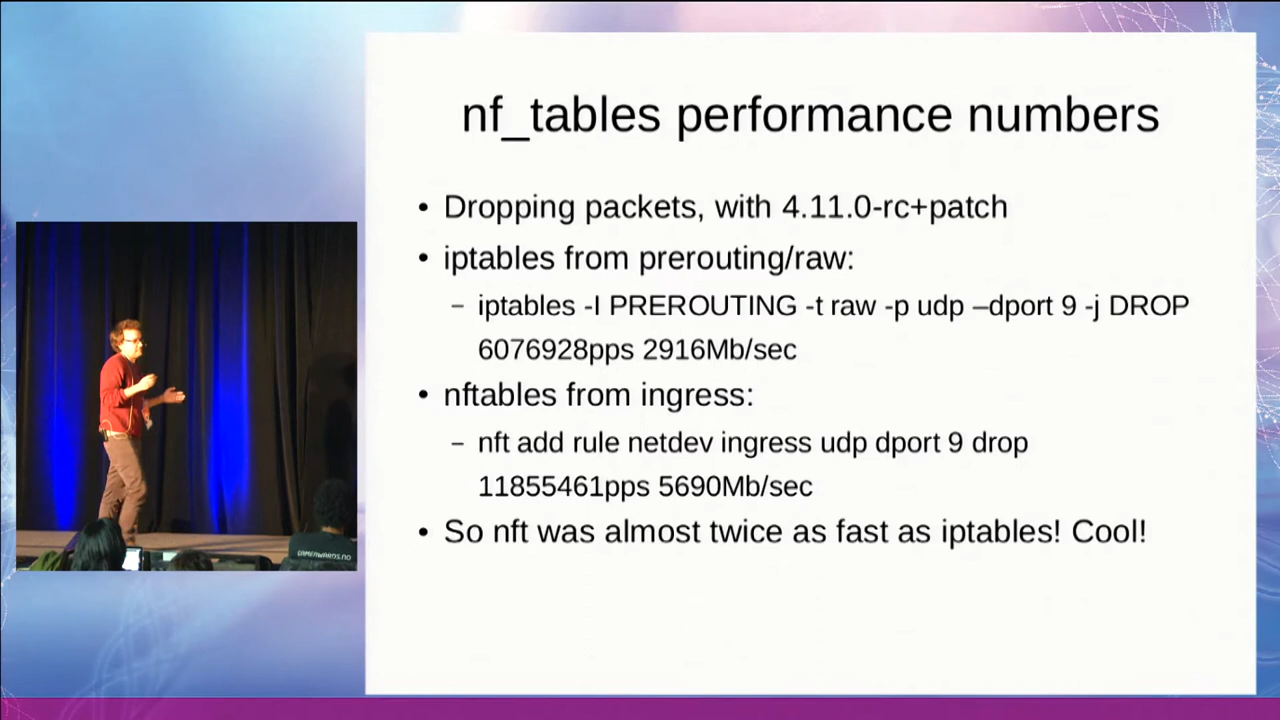 nf_tables performance numbers
• Dropping packets, with 4.11.0-rc+patch
• iptables from prerouting/raw:
– iptables -I PREROUTING -t raw -p udp –dport 9 -j DROP
6076928pps 2916Mb/sec
• nftables from ingress:
– nft add rule netdev ingress udp dport 9 drop
11855461pps 5690Mb/sec
• So nft was almost twice as fast as iptables! Cool!